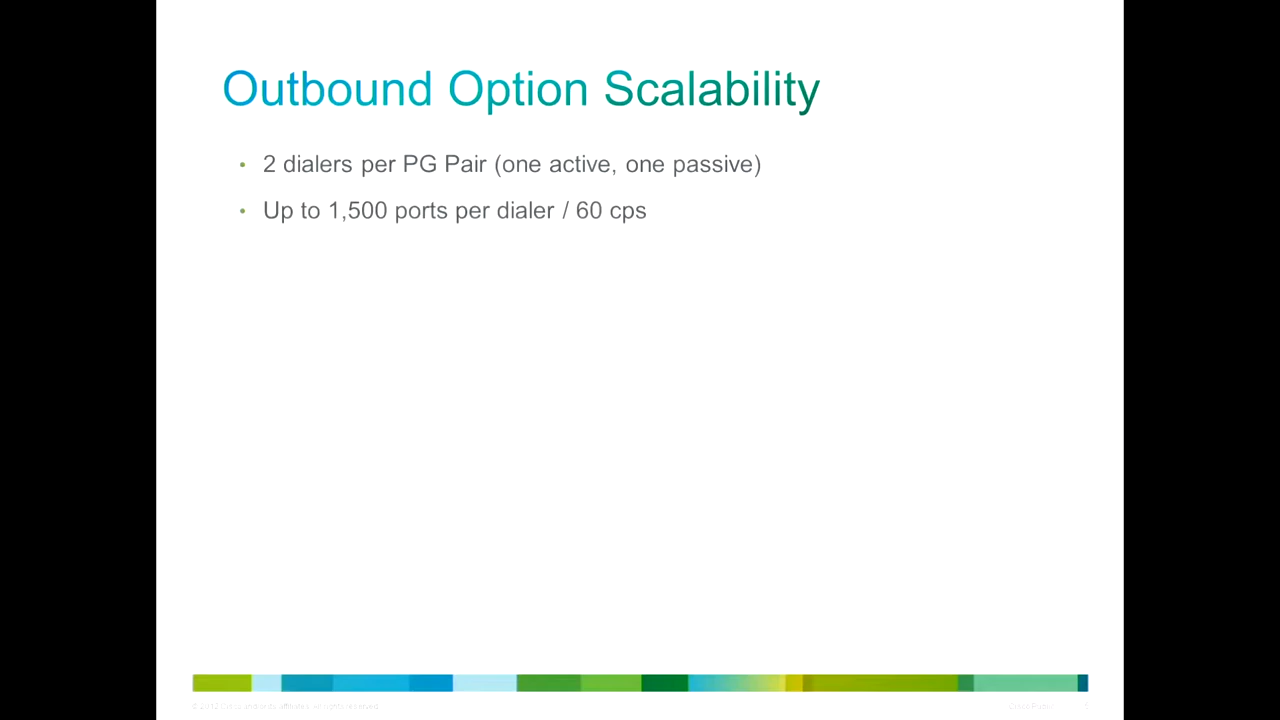 Outbound Option Scalability
• 2 dialers per PG Pair (one active, one passive)
• Up to 1,500 ports per dialer / 60 cps